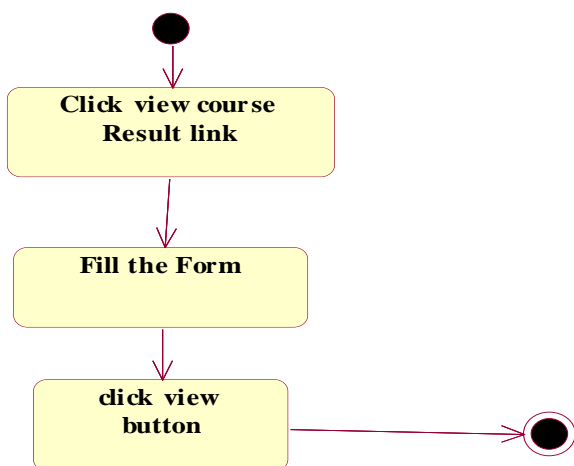 Click view course
Result link
Fill the Form
click view
button